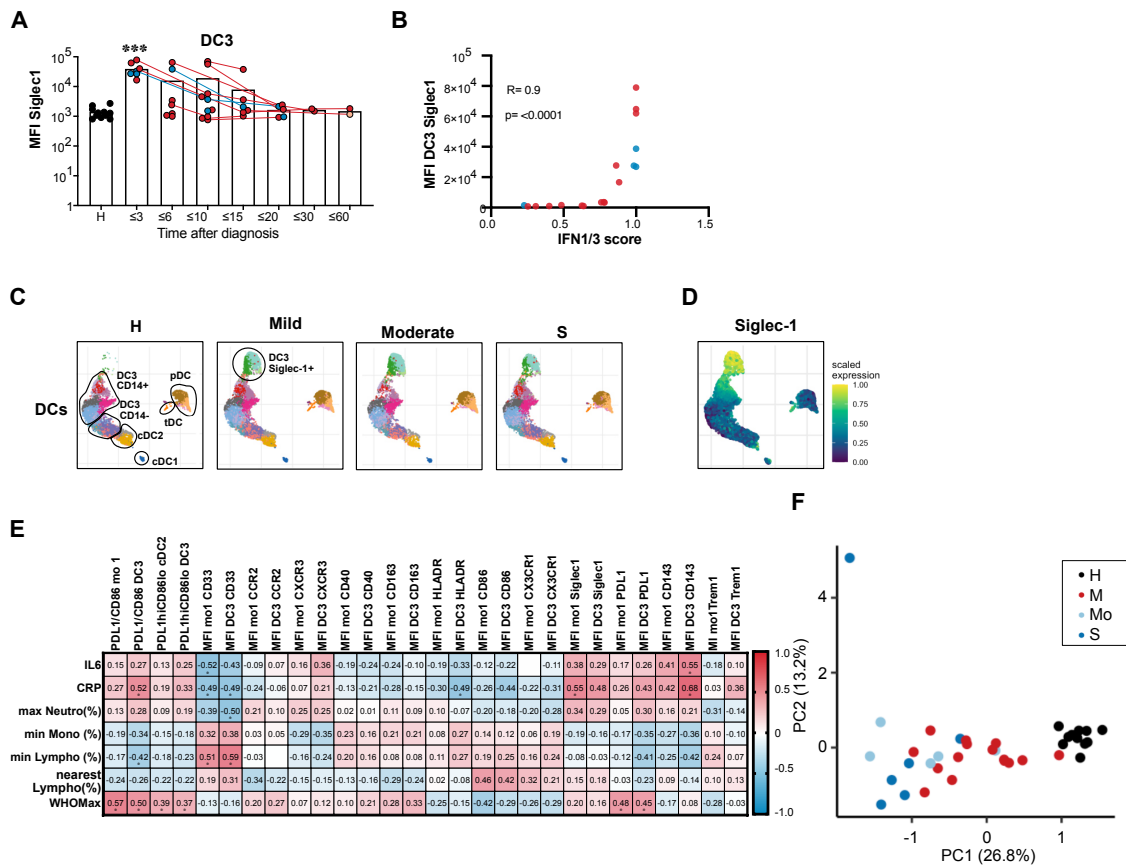 A
DC3
***
MFI Siglec1
10^5
10^4
10^3
10^2
10^1
1
H ≤3 ≤6 ≤10 ≤15 ≤20 ≤30 ≤60
Time after diagnosis
B
MFI DC3 Siglec1
8×10^4
6×10^4
4×10^4
2×10^4
0
R= 0.9
p= <0.0001
0.0 0.5 1.0 1.5
IFN1/3 score
C
H Mild Moderate S
DCs
DC3
CD14+
DC3
CD14-
pDC
tDC
cDC2
cDC1
DC3
Siglec-1+
D
Siglec-1
scaled
expression
1.00
0.75
0.50
0.25
0.00
E
PDL1/CD86 mo 1
PDL1/CD86 DC3
PDL1hiCD86lo cDC2
PDL1hiCD86lo DC3
MFI mo1 CD33
MFI DC3 CD33
MFI mo1 CCR2
MFI DC3 CCR2
MFI mo1 CXCR3
MFI DC3 CXCR3
MFI mo1 CD40
MFI DC3 CD40
MFI mo1 CD163
MFI DC3 CD163
MFI mo1 HLADR
MFI DC3 HLADR
MFI mo1 CD86
MFI DC3 CD86
MFI mo1 CX3CR1
MFI DC3 CX3CR1
MFI mo1 Siglec1
MFI DC3 Siglec1
MFI mo1 PDL1
MFI DC3 PDL1
MFI mo1 CD143
MFI DC3 CD143
MI mo1Trem1
MFI DC3 Trem1
IL6 0.15 0.27 0.13 0.25 -0.52 * -0.43 -0.09 0.07 0.16 0.36 -0.19 -0.24 -0.24 -0.10 -0.19 -0.33 -0.12 -0.22 -0.11 0.38 0.29 0.17 0.26 0.41 0.55 * -0.18 0.10
CRP 0.27 0.52 * 0.19 0.33 -0.49 * -0.49 * -0.24 -0.06 0.07 0.21 -0.13 -0.21 -0.28 -0.15 -0.30 -0.49 * -0.26 -0.44 -0.22 -0.31 0.55 * 0.48 0.26 0.43 0.42 0.68 * 0.03 0.36
max Neutro(%) 0.13 0.28 0.09 0.19 -0.39 -0.50 * 0.21 0.10 0.25 0.26 0.02 0.01 0.11 0.09 0.10 -0.07 -0.20 -0.28 -0.19 -0.20 0.34 0.29 0.05 0.30 0.16 0.21 -0.31 -0.14
min Mono (%) -0.19 -0.34 -0.15 -0.18 0.32 0.38 0.03 0.03 -0.29 -0.35 0.23 0.16 0.23 0.16 0.13 0.27 0.13 0.21 0.17 0.18 -0.35 -0.36 -0.13 -0.27 -0.35 -0.36 0.10 -0.10
min Lympho (%) -0.17 -0.42 * -0.18 -0.23 0.51 * 0.59 * -0.03 -0.16 -0.24 0.04 0.05 0.04 0.05 0.11 0.24 0.19 0.31 0.14 0.21 -0.31 -0.24 -0.13 -0.41 -0.25 -0.42 0.24 0.07
nearest
Lympho(%) -0.24 -0.26 -0.22 -0.23 0.19 0.31 -0.34 -0.22 -0.16 -0.13 -0.04 -0.16 -0.29 -0.24 0.02 -0.08 0.46 0.42 0.32 0.21 -0.31 -0.15 -0.03 -0.23 -0.09 -0.14 0.10 0.13
WHOMax 0.57 * 0.50 * 0.39 * 0.37 * -0.13 -0.16 0.20 0.27 0.07 0.12 0.10 0.21 0.28 0.33 -0.25 -0.15 -0.42 -0.29 -0.26 -0.29 0.20 0.16 0.48 * 0.45 * -0.17 0.08 -0.28 -0.03
1.0
0.5
0
-0.5
-1.0
F
H
M
Mo
S
PC2 (13.2%)
4
2
0
-1 0 1
PC1 (26.8%)